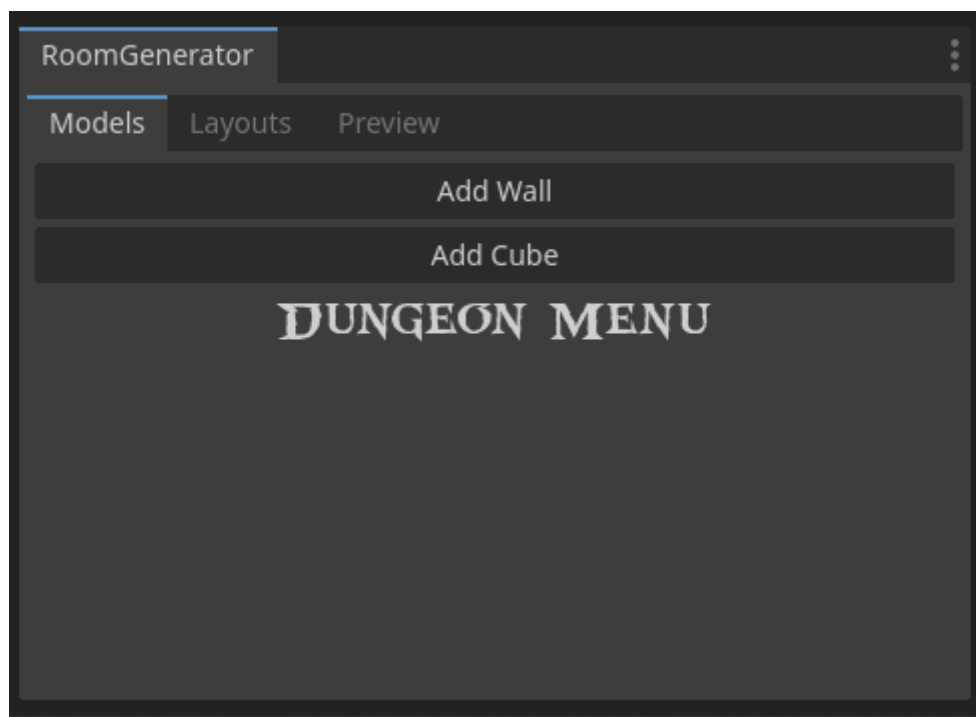 RoomGenerator
Models Layouts Preview
Add Wall
Add Cube
DUNGEON MENU